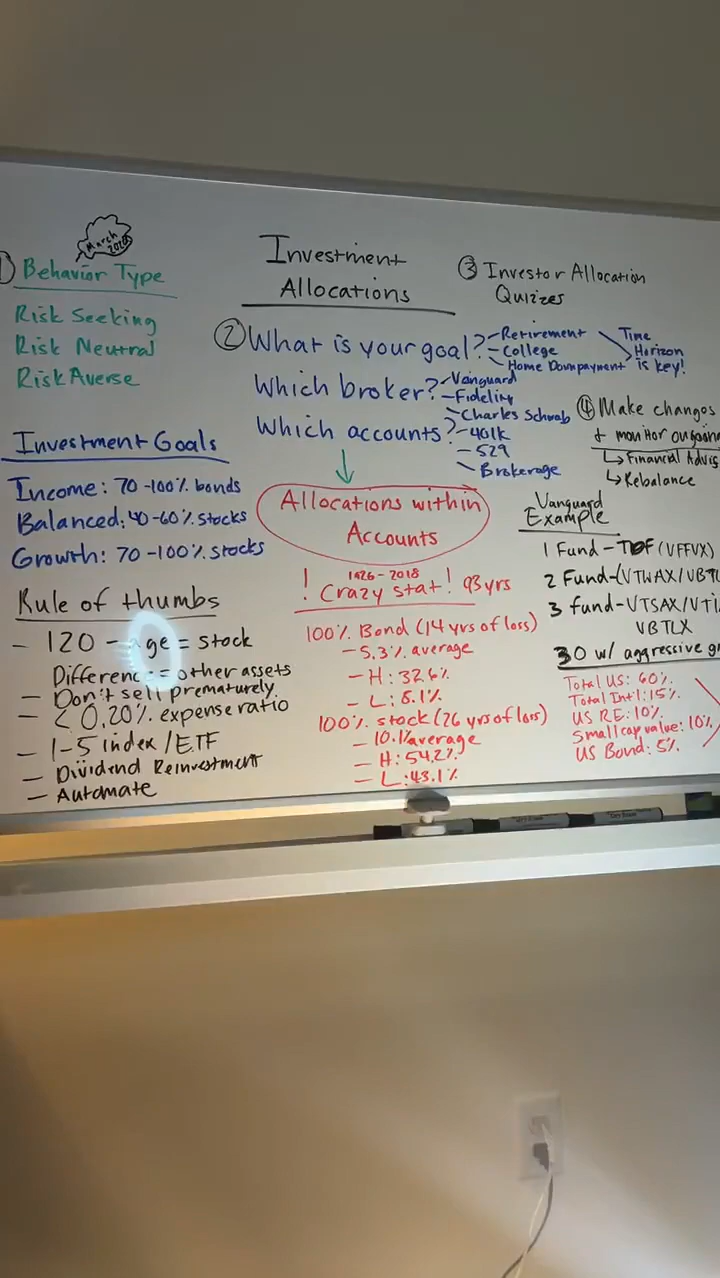 March 2020
1) Behavior Type
Risk Seeking
Risk Neutral
Risk Averse
Investment Goals
Income: 70-100% bonds
Balanced: 40-60% stocks
Growth: 70-100% stocks
Rule of thumbs
- 120 - age = stock
Difference = other assets
- Don't sell prematurely
- < 0.20% expense ratio
- 1-5 index/ETF
- Dividend Reinvestment
- Automate
Investment
Allocations
② What is your goal?
- Retirement
- College
- Home Downpayment
Time
Horizon
is key!
Which broker?
- Vanguard
- Fidelity
- Charles Schwab
Which accounts?
- 401k
- 529
- Brokerage
Allocations within
Accounts
1926-2018
! Crazy stat! 93 yrs
100% Bond (14 yrs of loss)
- 5.3% average
- H: 32.6%
- L: 8.1%
100% stock (26 yrs of loss)
- 10.1% average
- H: 54.2%
- L: 43.1%
③ Investor Allocation
Quizes
④ Make changes
+ monitor
Financial
Rebalance
Vanguard
Example
1 Fund - TDF (VFFVX)
2 Fund - (VTWAX/
3 fund - VTSAX/
VBTLX
30 w/ aggressive
Total US: 60%
Total Int'l: 15%
US RE: 10%
Small cap value: 10%
US Bond: 5%